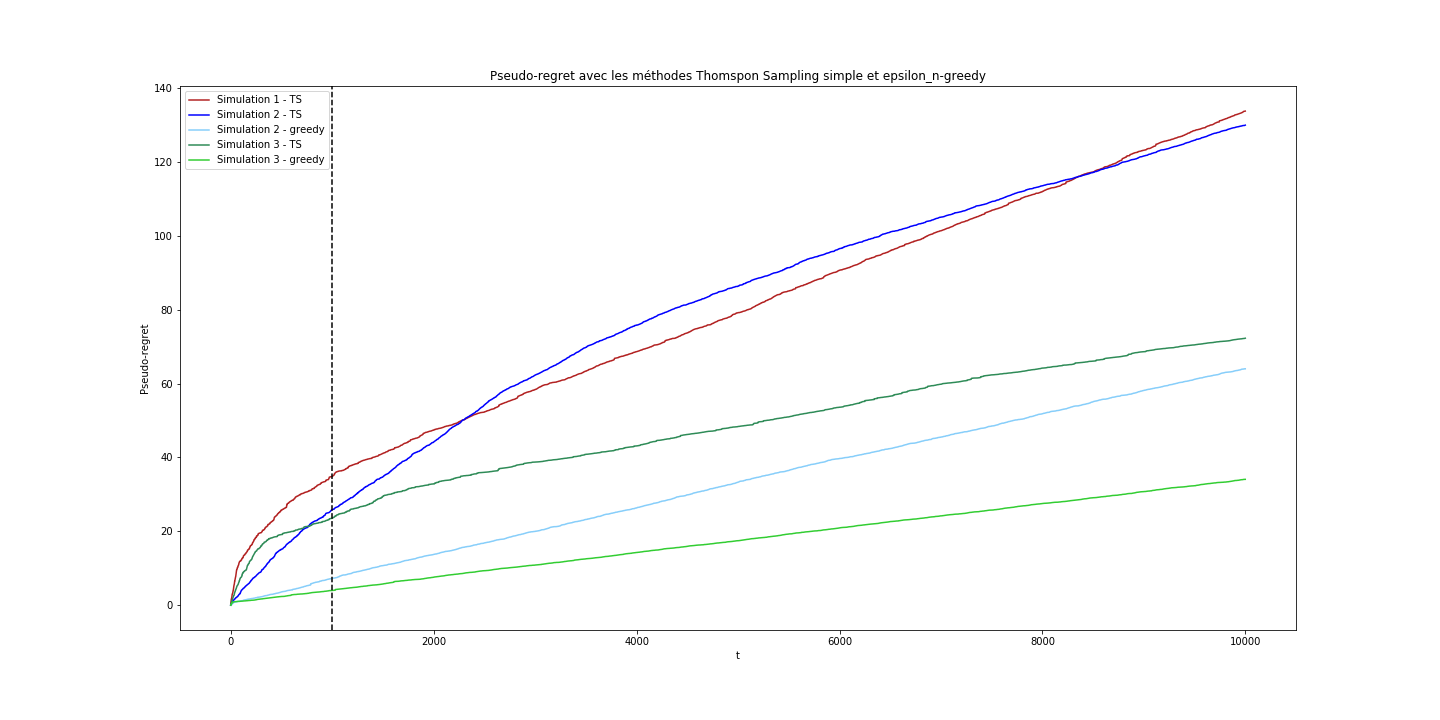 Pseudo-regret avec les méthodes Thomspon Sampling simple et epsilon_n-greedy
Simulation 1 - TS
Simulation 2 - TS
Simulation 2 - greedy
Simulation 3 - TS
Simulation 3 - greedy
140
120
100
80
60
40
20
0
Pseudo-regret
0 2000 4000 6000 8000 10000
t